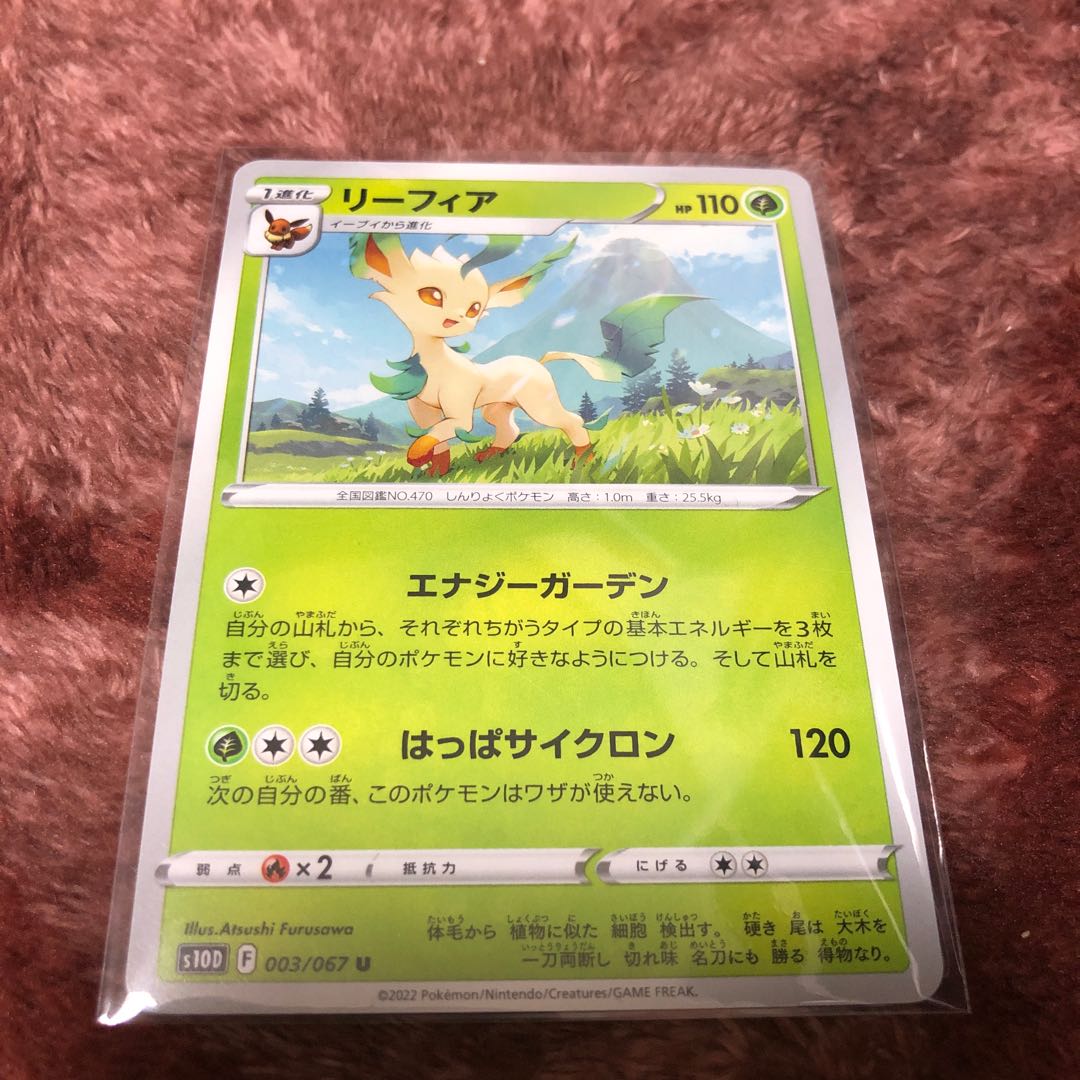 1進化 リーフィア HP 110
イーブイから進化
全国図鑑NO.470 しんりょくポケモン 高さ:1.0m 重さ:25.5kg
エナジーガーデン
自分の山札から、それぞれちがうタイプの基本エネルギーを3枚
まで選び、自分のポケモンに好きなようにつける。そして山札を
切る。
はっぱサイクロン 120
次の自分の番、このポケモンはワザが使えない。
弱点 ×2 抵抗力 にげる
Illus.Atsushi Furusawa
体毛から 植物に似た 細胞 検出す。 硬き 尾は 大木を
一刀両断し 切れ味 名刀にも 勝る 得物なり。
s10D F 003/067 U
©2022 Pokémon/Nintendo/Creatures/GAME FREAK.